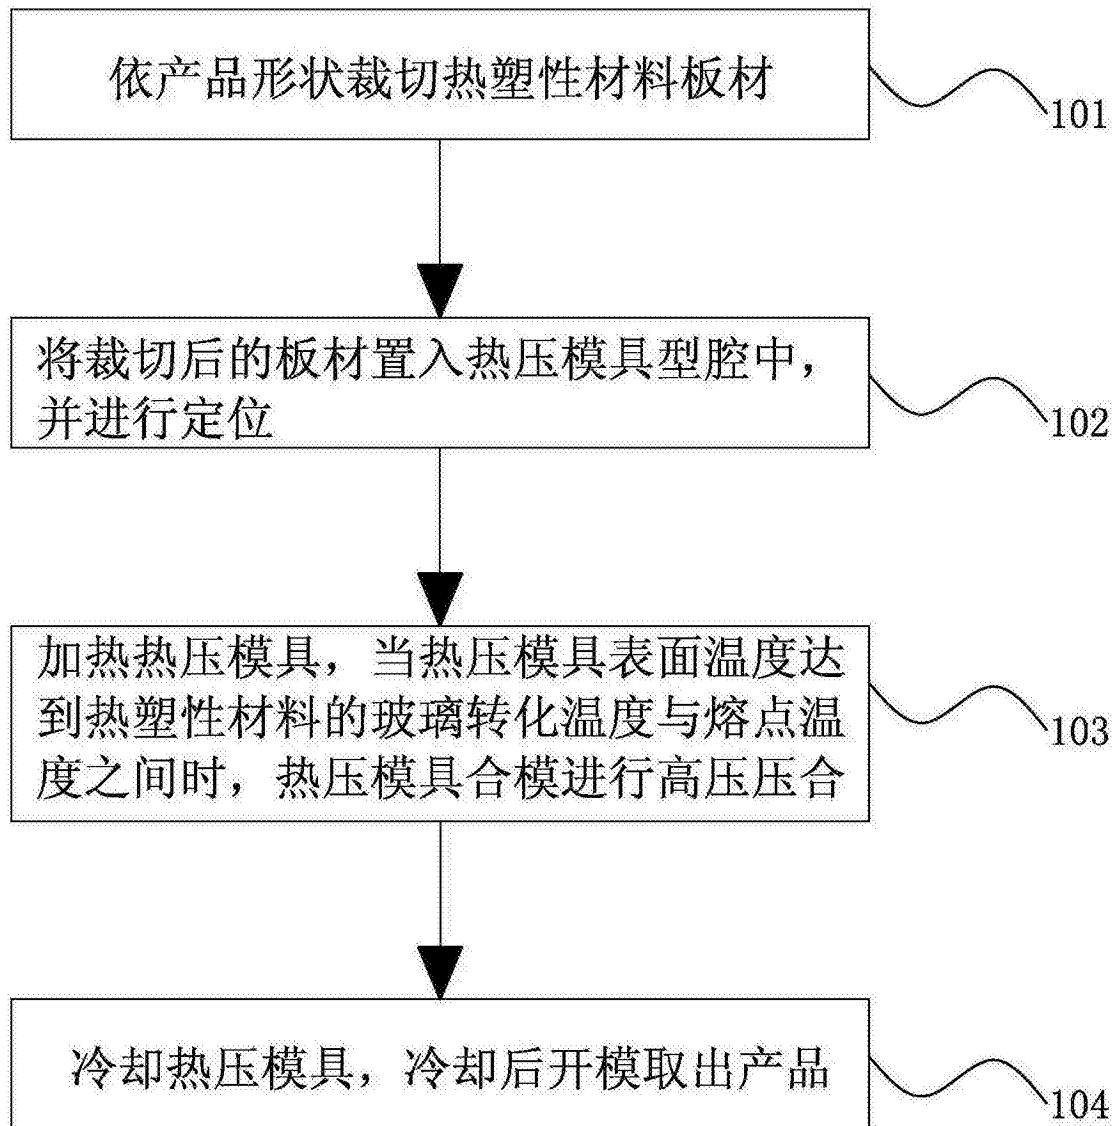 依产品形状裁切热塑性材料板材
101
将裁切后的板材置入热压模具型腔中，
并进行定位
102
加热热压模具，当热压模具表面温度达
到热塑性材料的玻璃转化温度与熔点温
度之间时，热压模具合模进行高压压合
103
冷却热压模具，冷却后开模取出产品
104